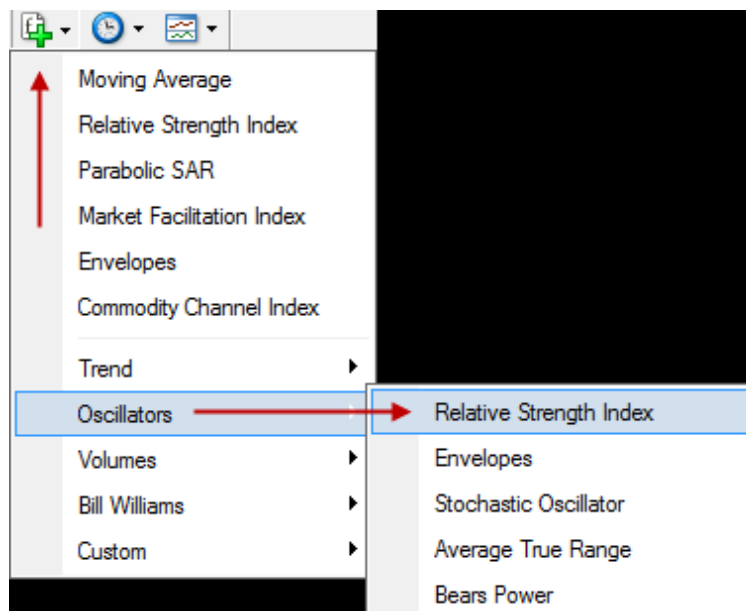 Moving Average
Relative Strength Index
Parabolic SAR
Market Facilitation Index
Envelopes
Commodity Channel Index
Trend
Oscillators
Volumes
Bill Williams
Custom
Relative Strength Index
Envelopes
Stochastic Oscillator
Average True Range
Bears Power